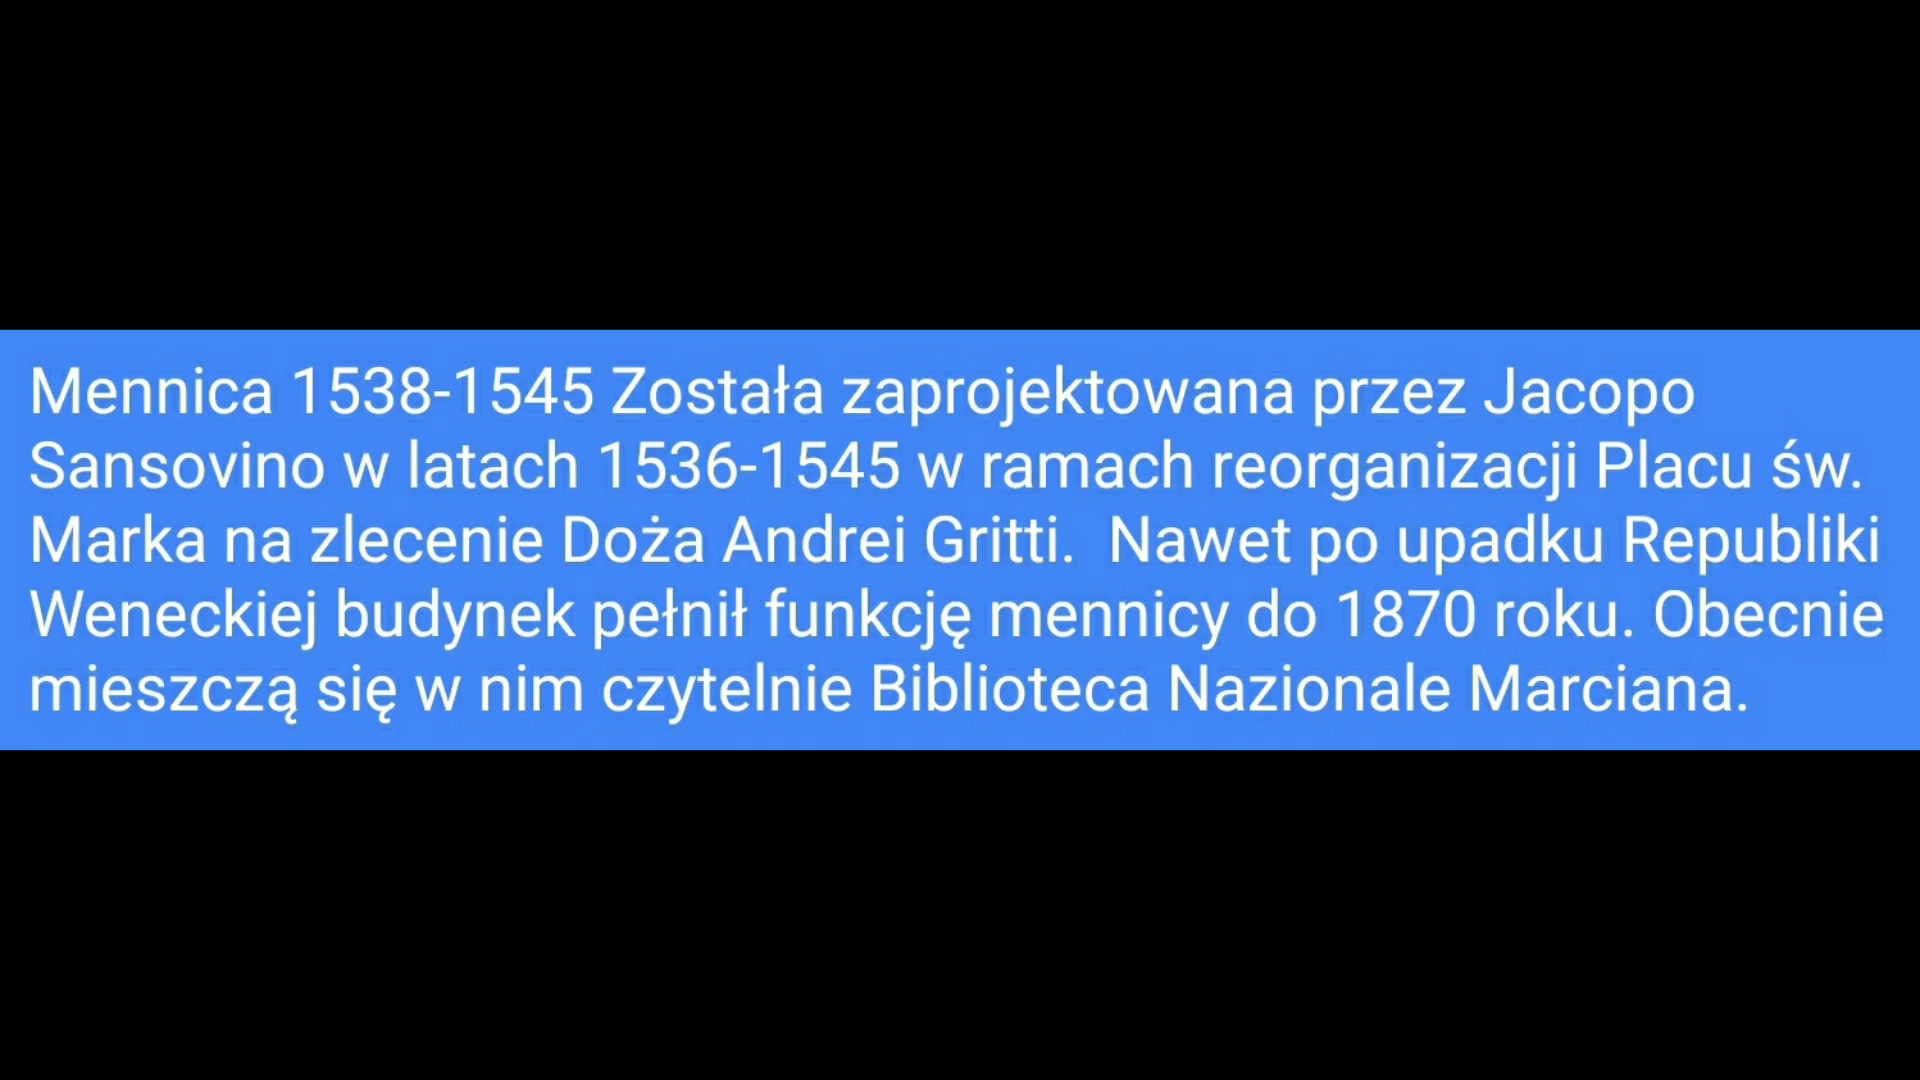 Mennica 1538-1545 Została zaprojektowana przez Jacopo
Sansovino w latach 1536-1545 w ramach reorganizacji Placu św.
Marka na zlecenie Doża Andrei Gritti.  Nawet po upadku Republiki
Weneckiej budynek pełnił funkcję mennicy do 1870 roku. Obecnie
mieszczą się w nim czytelnie Biblioteca Nazionale Marciana.